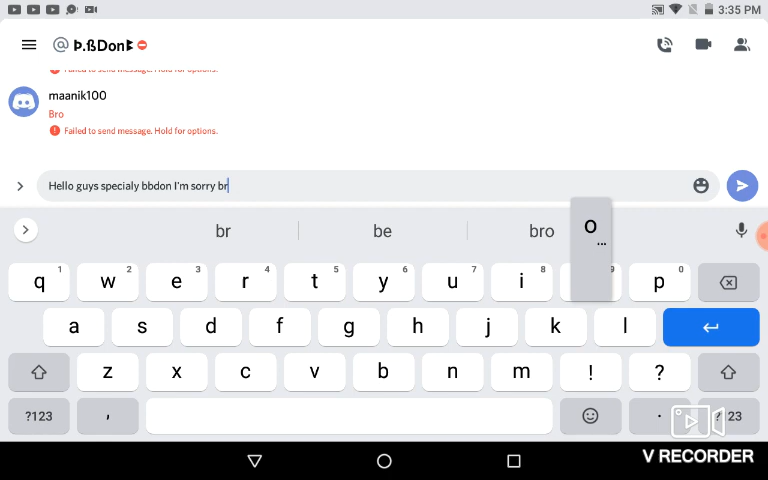 3:35 PM
@ Þ.ßDon
Failed to send message. Hold for options.
maanik100
Bro
Failed to send message. Hold for options.
Hello guys specialy bbdon I'm sorry br
br be bro o...
q 1 w 2 e 3 r 4 t 5 y 6 u 7 i 8 9 p 0
a s d f g h j k l
z x c v b n m ! ?
?123 , . ?123
V RECORDER